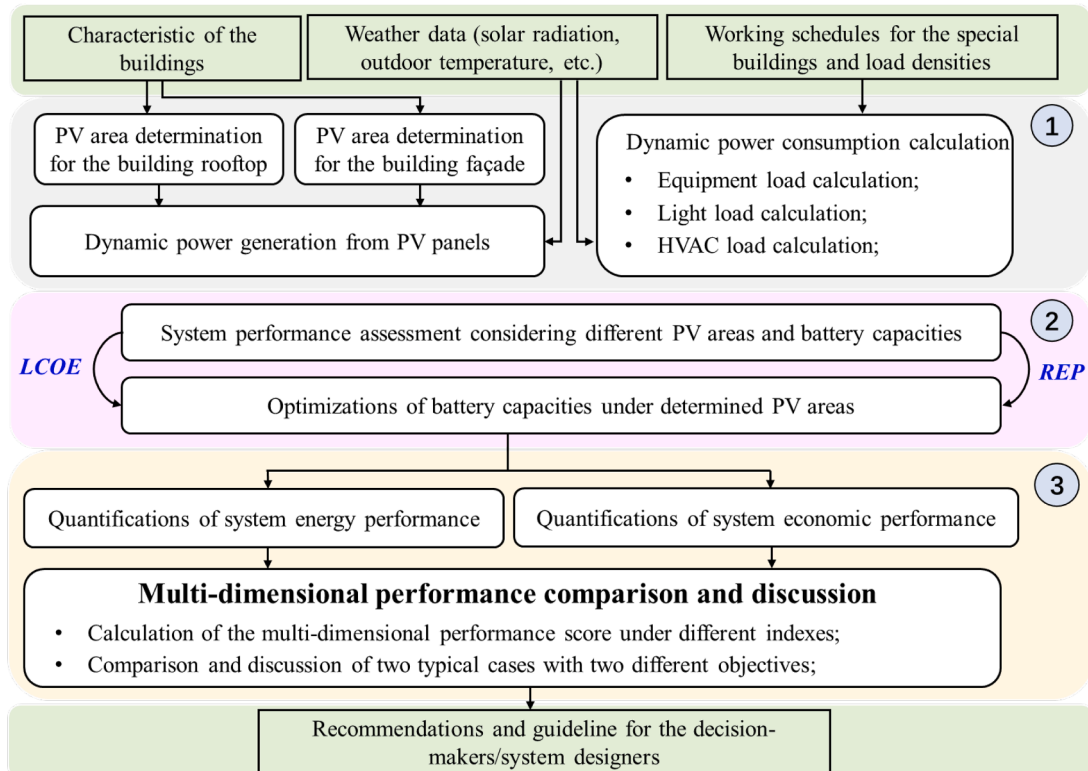 Characteristic of the
buildings
Weather data (solar radiation,
outdoor temperature, etc.)
Working schedules for the special
buildings and load densities
1
PV area determination
for the building rooftop
PV area determination
for the building façade
Dynamic power consumption calculation
• Equipment load calculation;
• Light load calculation;
• HVAC load calculation;
Dynamic power generation from PV panels
2
System performance assessment considering different PV areas and battery capacities
LCOE
REP
Optimizations of battery capacities under determined PV areas
3
Quantifications of system energy performance
Quantifications of system economic performance
Multi-dimensional performance comparison and discussion
• Calculation of the multi-dimensional performance score under different indexes;
• Comparison and discussion of two typical cases with two different objectives;
Recommendations and guideline for the decision-
makers/system designers